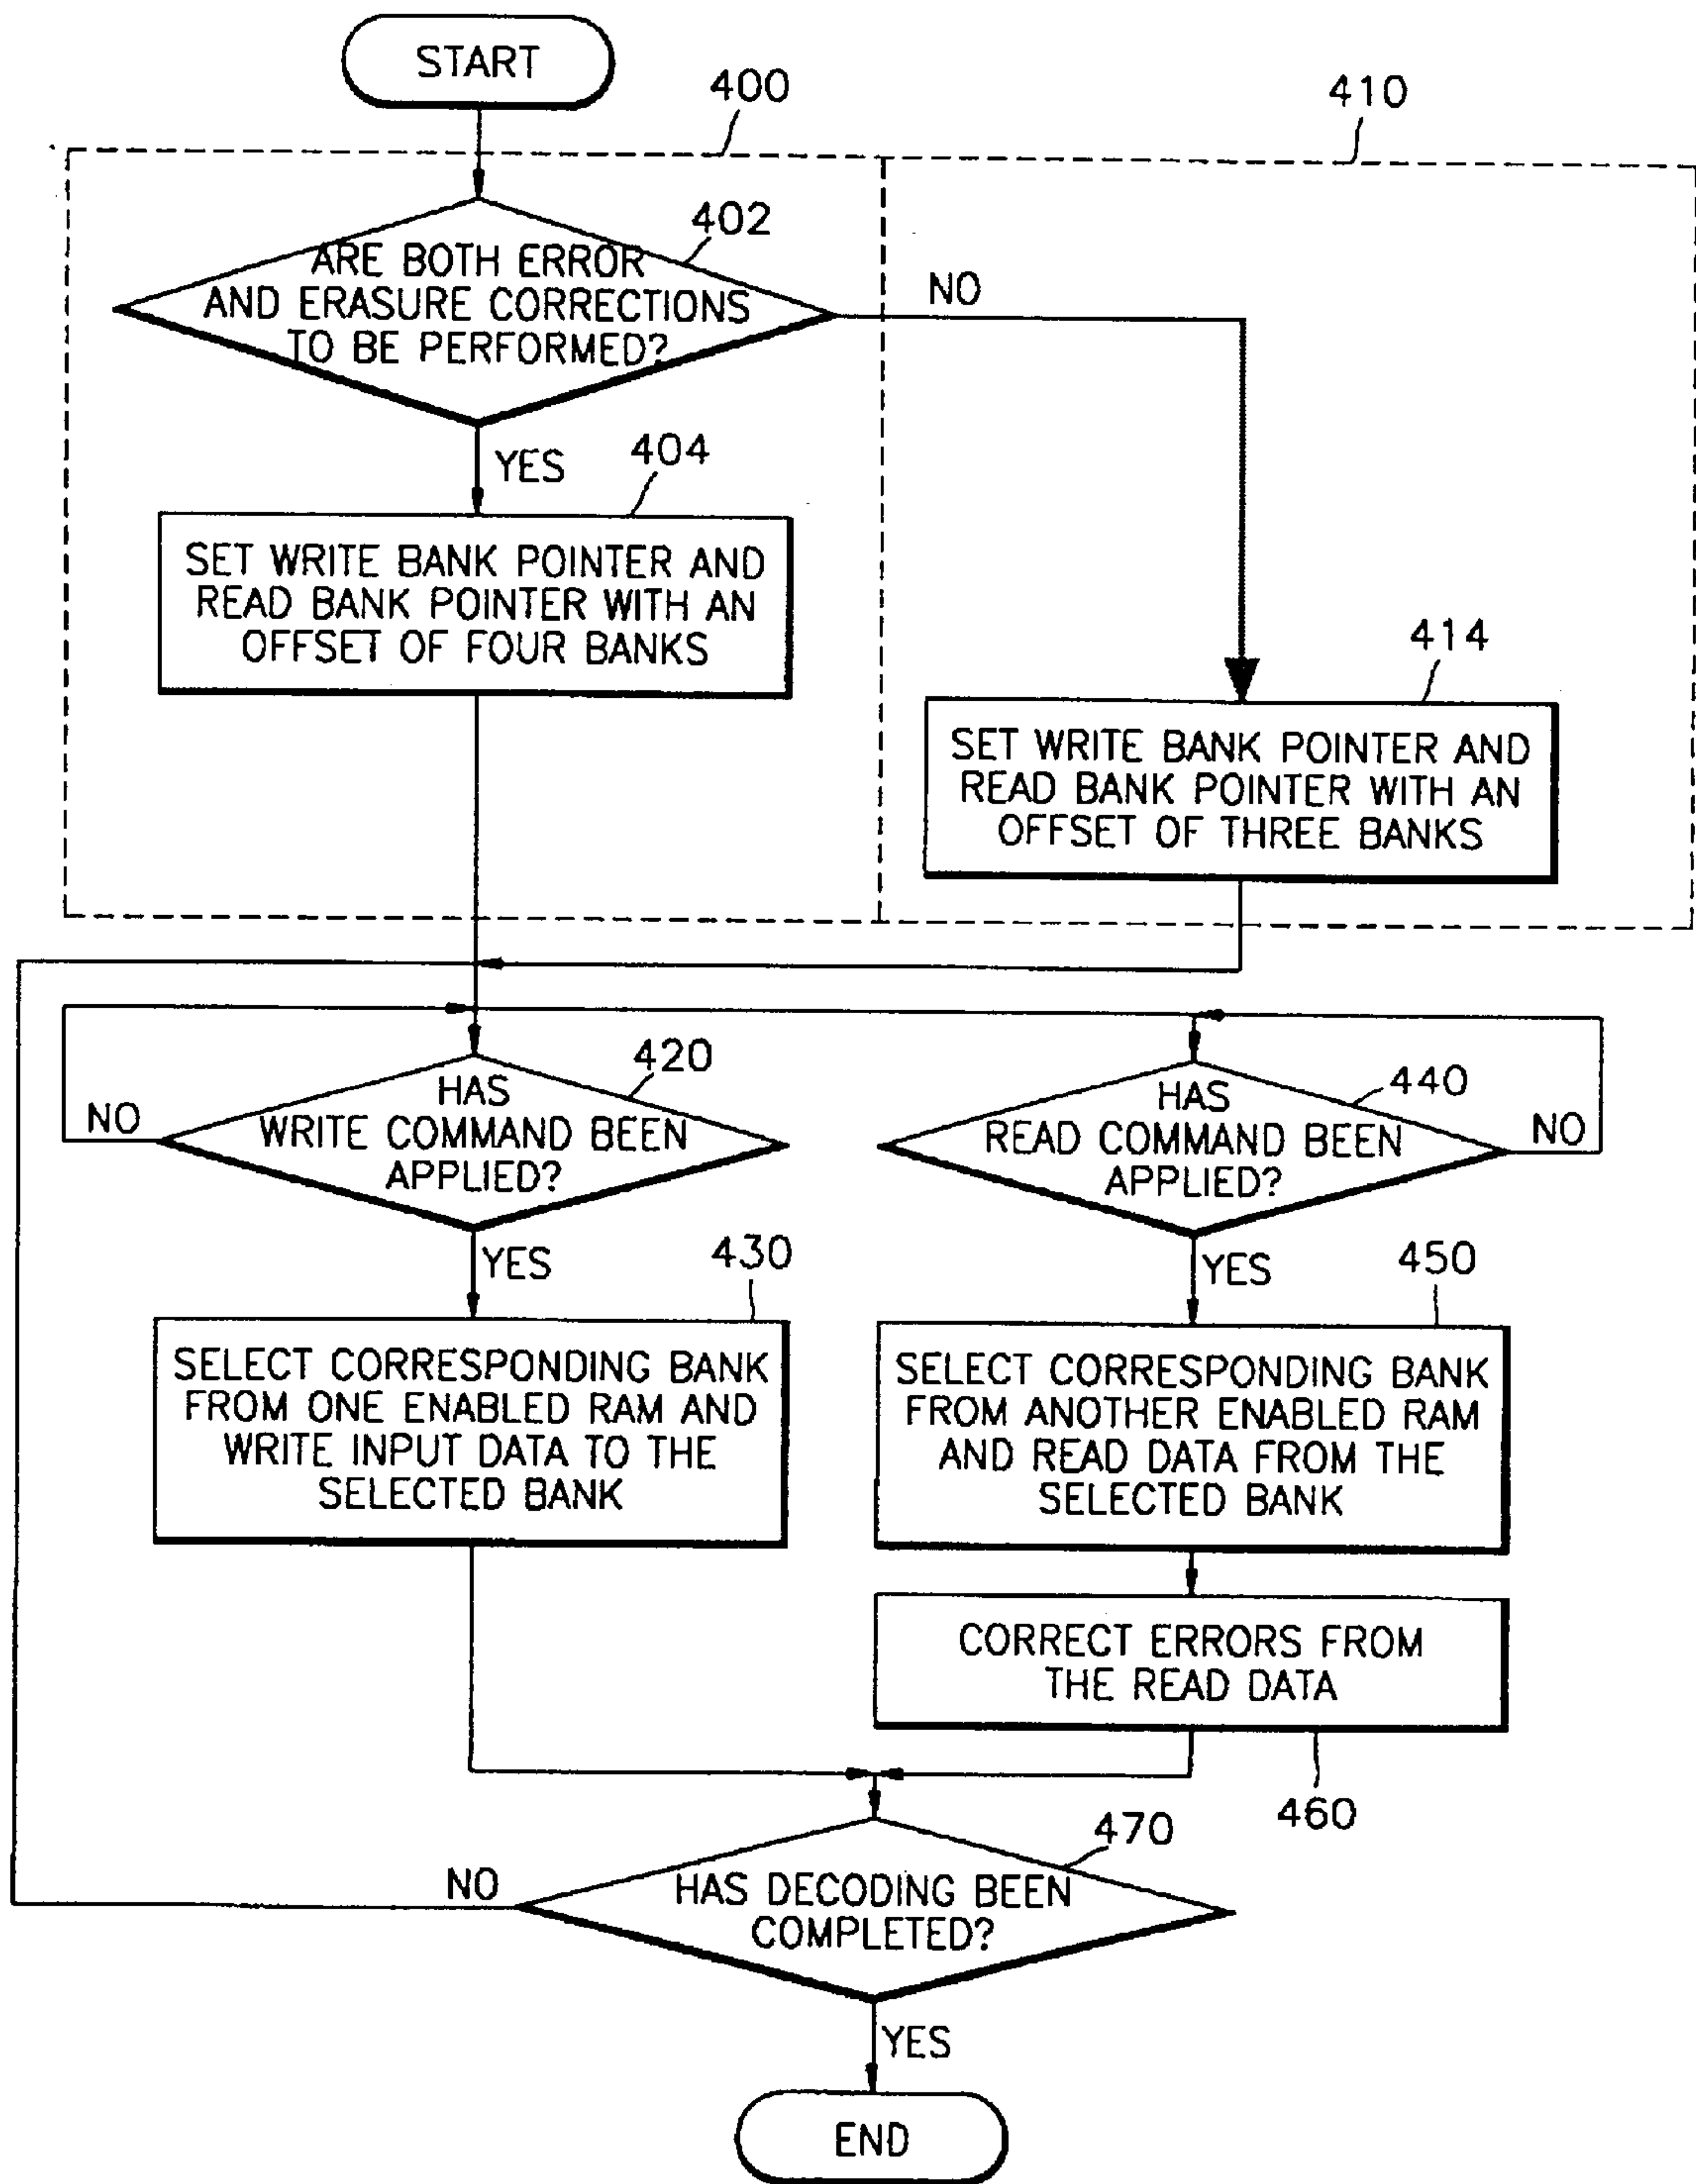 START
400
410
402
ARE BOTH ERROR
AND ERASURE CORRECTIONS
TO BE PERFORMED?
NO
YES
404
SET WRITE BANK POINTER AND
READ BANK POINTER WITH AN
OFFSET OF FOUR BANKS
414
SET WRITE BANK POINTER AND
READ BANK POINTER WITH AN
OFFSET OF THREE BANKS
420
HAS
WRITE COMMAND BEEN
APPLIED?
NO
YES
440
HAS
READ COMMAND BEEN
APPLIED?
NO
YES
430
SELECT CORRESPONDING BANK
FROM ONE ENABLED RAM AND
WRITE INPUT DATA TO THE
SELECTED BANK
450
SELECT CORRESPONDING BANK
FROM ANOTHER ENABLED RAM
AND READ DATA FROM THE
SELECTED BANK
CORRECT ERRORS FROM
THE READ DATA
460
470
HAS DECODING BEEN
COMPLETED?
NO
YES
END